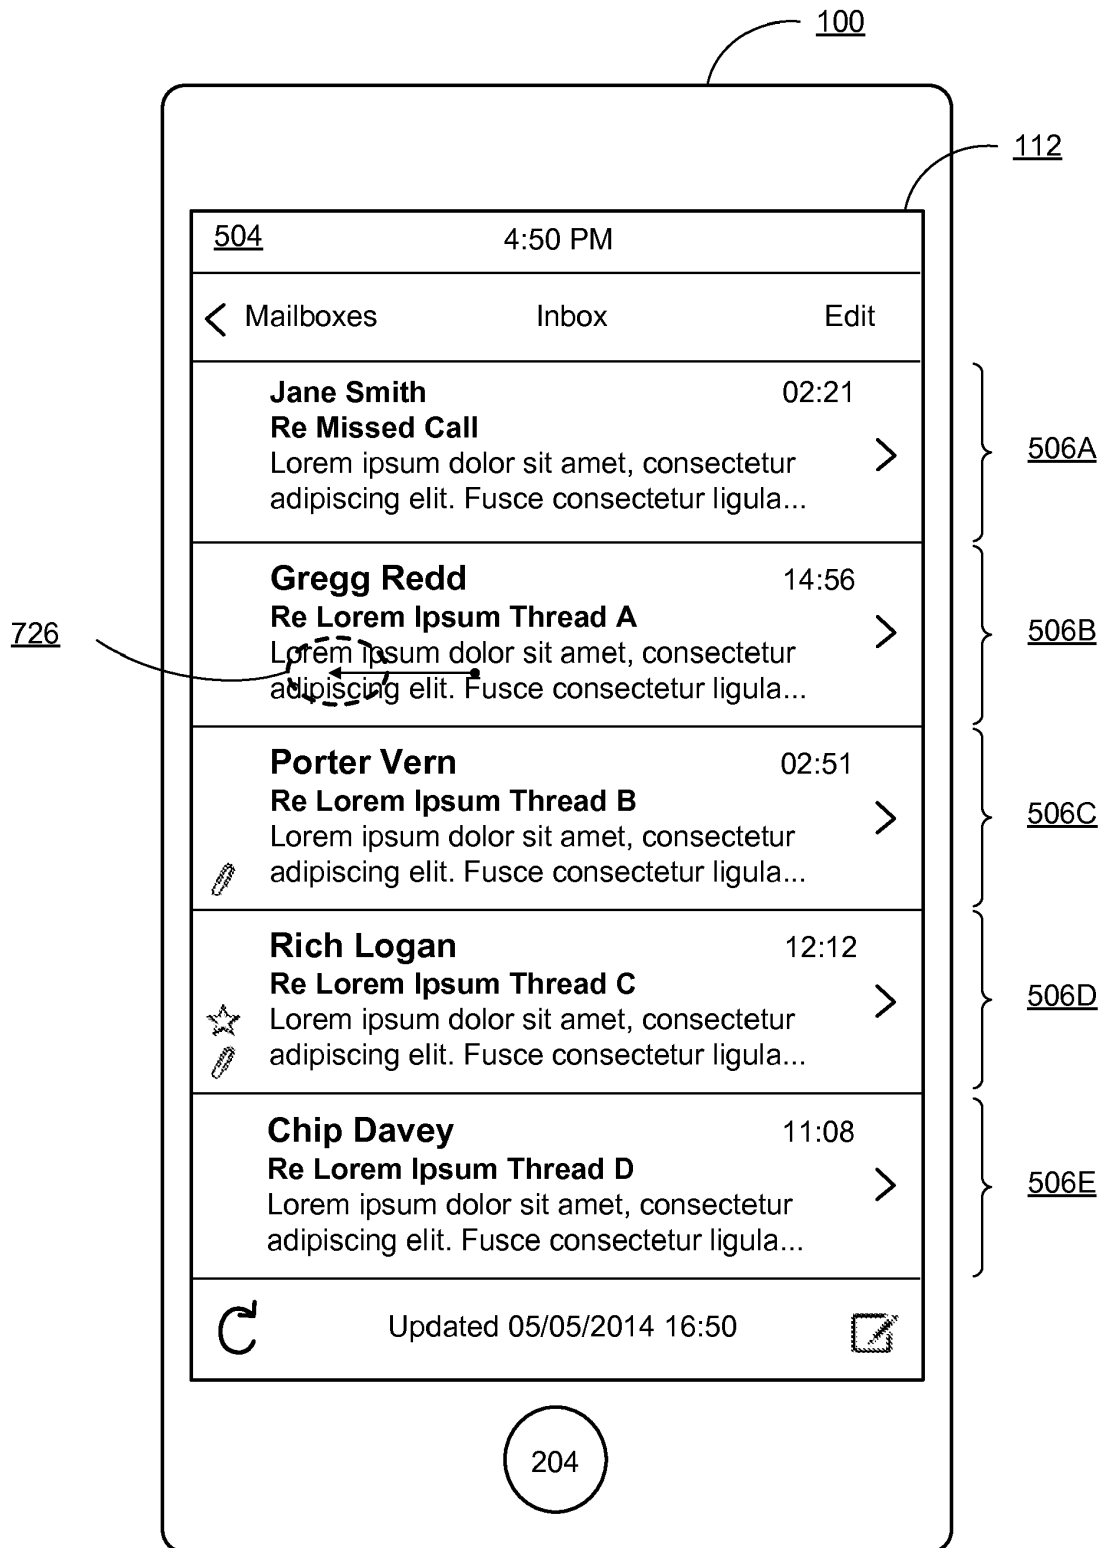 100
112
504
4:50 PM
Mailboxes
Inbox
Edit
Jane Smith
02:21
Re Missed Call
Lorem ipsum dolor sit amet, consectetur
adipiscing elit. Fusce consectetur ligula...
506A
Gregg Redd
14:56
Re Lorem Ipsum Thread A
Lorem ipsum dolor sit amet, consectetur
adipiscing elit. Fusce consectetur ligula...
506B
726
Porter Vern
02:51
Re Lorem Ipsum Thread B
Lorem ipsum dolor sit amet, consectetur
adipiscing elit. Fusce consectetur ligula...
506C
Rich Logan
12:12
Re Lorem Ipsum Thread C
Lorem ipsum dolor sit amet, consectetur
adipiscing elit. Fusce consectetur ligula...
506D
Chip Davey
11:08
Re Lorem Ipsum Thread D
Lorem ipsum dolor sit amet, consectetur
adipiscing elit. Fusce consectetur ligula...
506E
Updated 05/05/2014 16:50
204